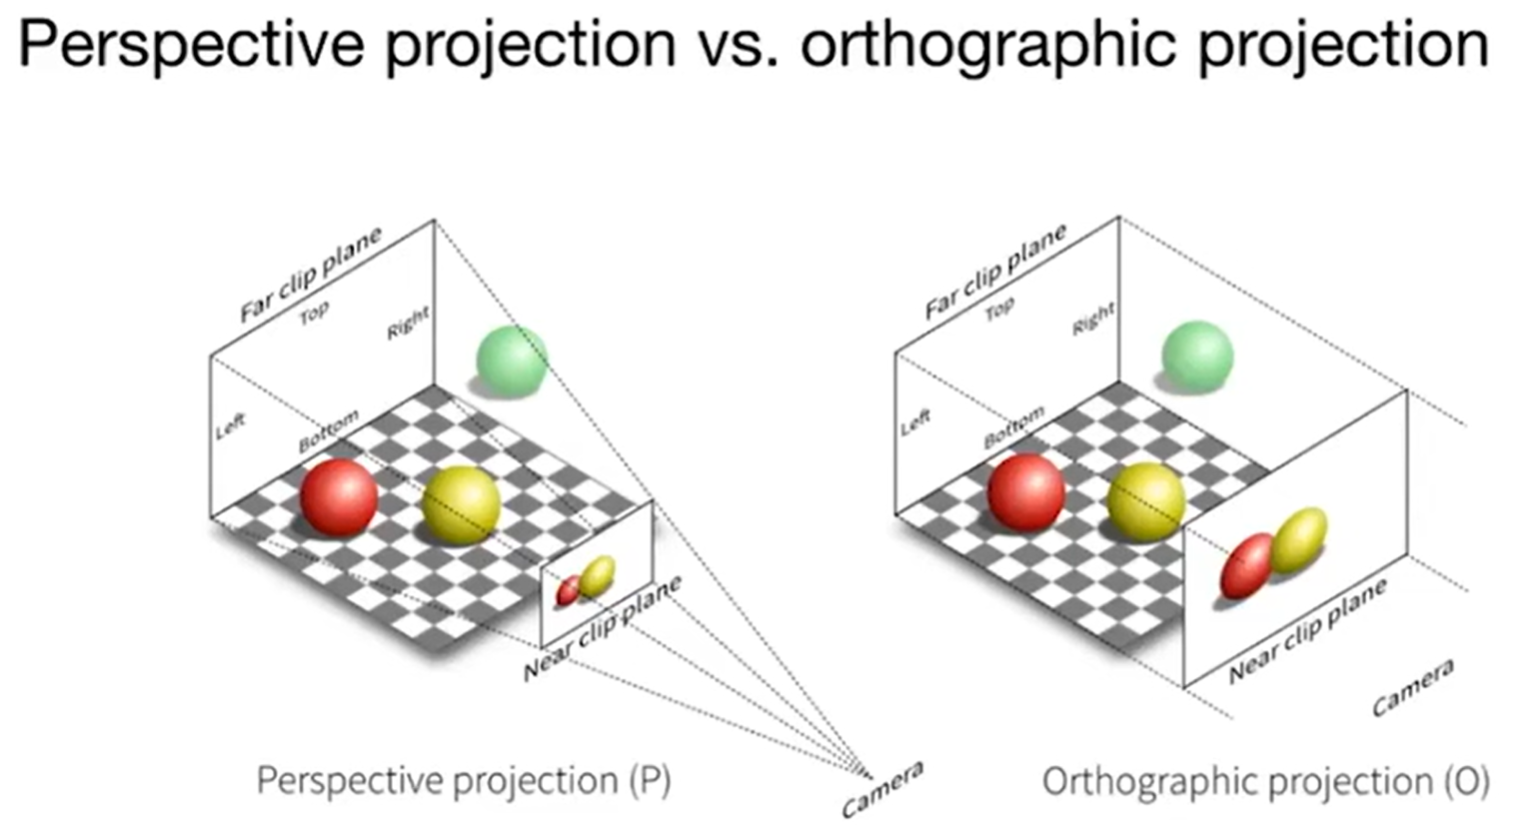 Perspective projection vs. orthographic projection
Far clip plane
Top
Right
Left
Bottom
Near clip plane
Camera
Perspective projection (P)
Far clip plane
Top
Right
Left
Bottom
Near clip plane
Camera
Orthographic projection (O)